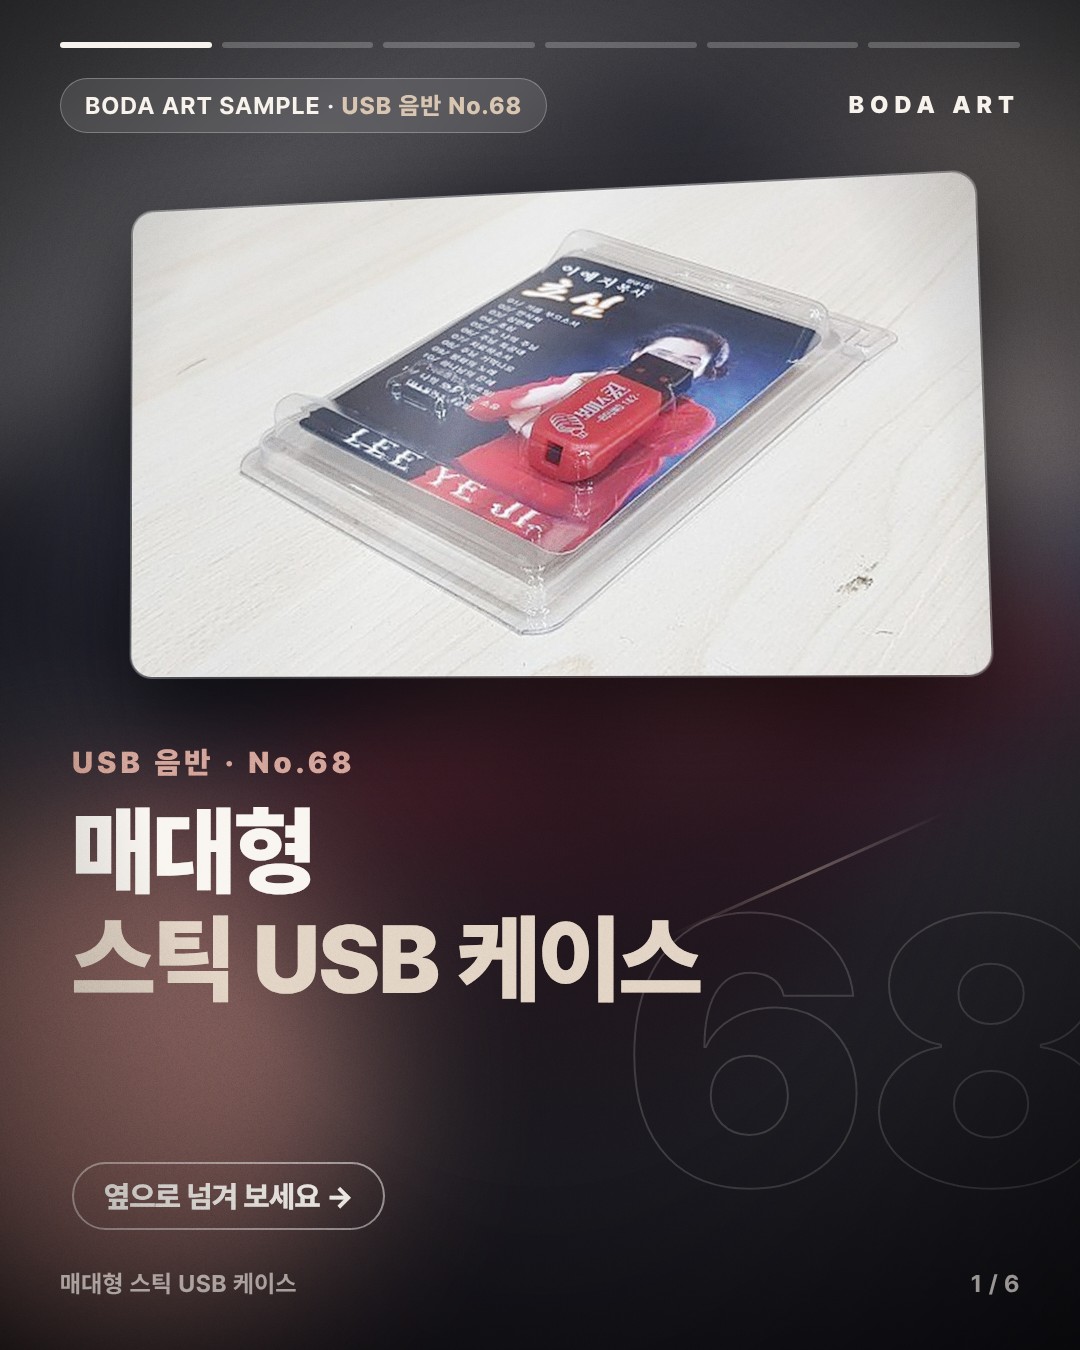 BODA ART SAMPLE · USB 음반 No.68
BODA ART
이예지목사
초심
LEE YE JI
USB 음반 · No.68
매대형
스틱 USB 케이스
68
옆으로 넘겨 보세요 →
매대형 스틱 USB 케이스
1 / 6